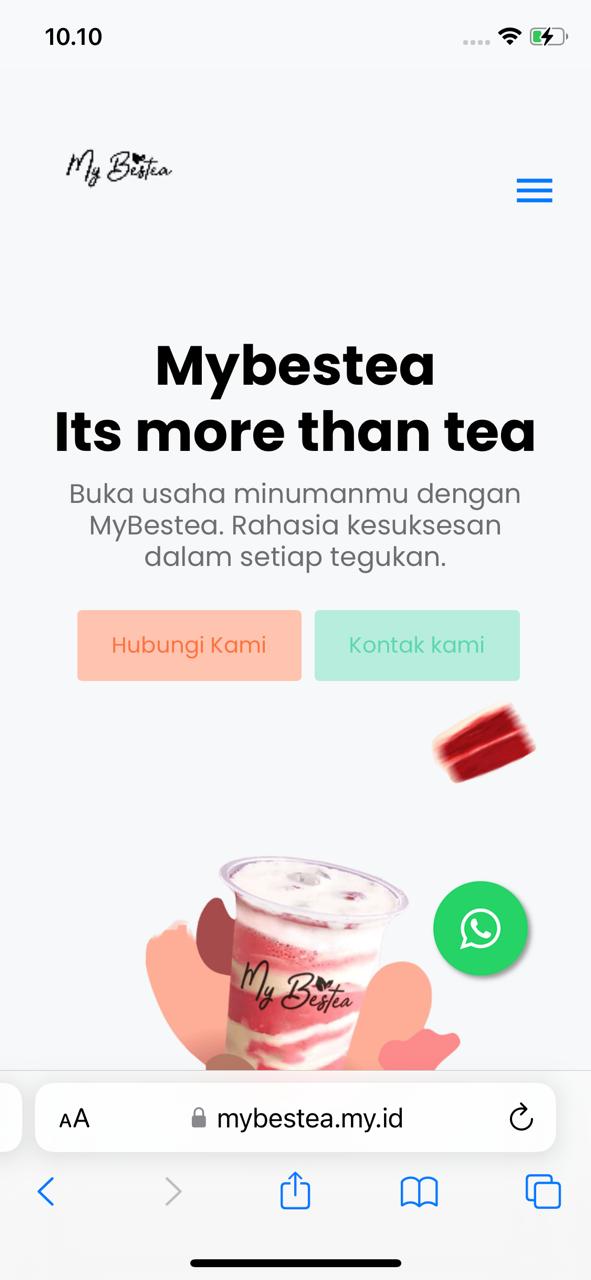 10.10
My Bestea
Mybestea
Its more than tea
Buka usaha minumanmu dengan
MyBestea. Rahasia kesuksesan
dalam setiap tegukan.
Hubungi Kami
Kontak kami
My Bestea
AA
mybestea.my.id